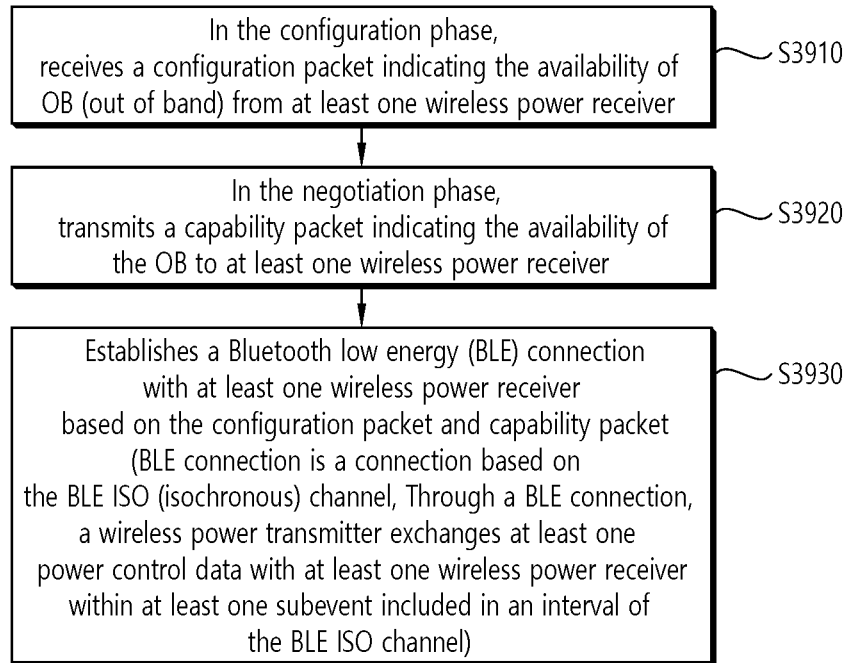 In the configuration phase,
receives a configuration packet indicating the availability of
OB (out of band) from at least one wireless power receiver
S3910
In the negotiation phase,
transmits a capability packet indicating the availability of
the OB to at least one wireless power receiver
S3920
Establishes a Bluetooth low energy (BLE) connection
with at least one wireless power receiver
based on the configuration packet and capability packet
(BLE connection is a connection based on
the BLE ISO (isochronous) channel, Through a BLE connection,
a wireless power transmitter exchanges at least one
power control data with at least one wireless power receiver
within at least one subevent included in an interval of
the BLE ISO channel)
S3930